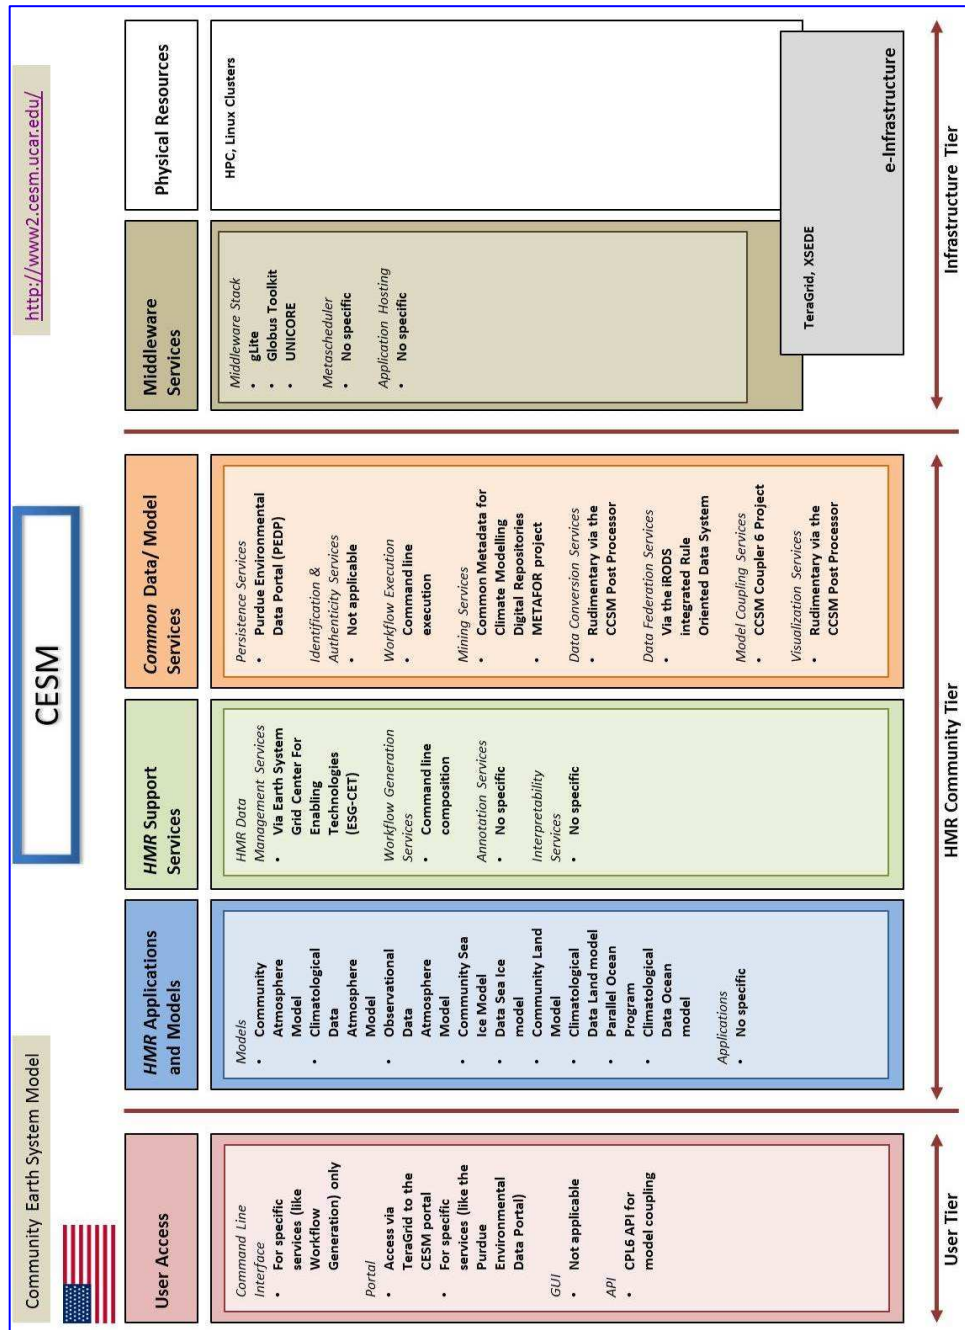 Community Earth System Model
CESM
http://www2.cesm.ucar.edu/
User Access
Command Line
Interface
• For specific
services (like
Workflow
Generation) only
Portal
• Access via
TeraGrid to the
CESM portal
• For specific
services (like the
Purdue
Environmental
Data Portal)
GUI
• Not applicable
API
• CPL6 API for
model coupling
HMR Applications
and Models
Models
• Community
Atmosphere
Model
• Climatological
Data
Atmosphere
Model
• Observational
Data
Atmosphere
Model
• Community Sea
Ice Model
• Data Sea Ice
model
• Community Land
Model
• Climatological
Data Land model
• Parallel Ocean
Program
• Climatological
Data Ocean
model
Applications
• No specific
HMR Support
Services
HMR Data
Management Services
• Via Earth System
Grid Center For
Enabling
Technologies
(ESG-CET)
Workflow Generation
Services
• Command line
composition
Annotation Services
• No specific
Interpretability
Services
• No specific
Common Data/ Model
Services
Persistence Services
• Purdue Environmental
Data Portal (PEDP)
Identification &
Authenticity Services
• Not applicable
Workflow Execution
• Command line
execution
Mining Services
• Common Metadata for
Climate Modelling
Digital Repositories
• METAFOR project
Data Conversion Services
• Rudimentary via the
CCSM Post Processor
Data Federation Services
• Via the iRODS
integrated Rule
Oriented Data System
Model Coupling Services
• CCSM Coupler 6 Project
Visualization Services
• Rudimentary via the
CCSM Post Processor
Middleware
Services
Middleware Stack
• gLite
• Globus Toolkit
• UNICORE
Metascheduler
• No specific
Application Hosting
• No specific
Physical Resources
HPC, Linux Clusters
TeraGrid, XSEDE
e-Infrastructure
User Tier
HMR Community Tier
Infrastructure Tier